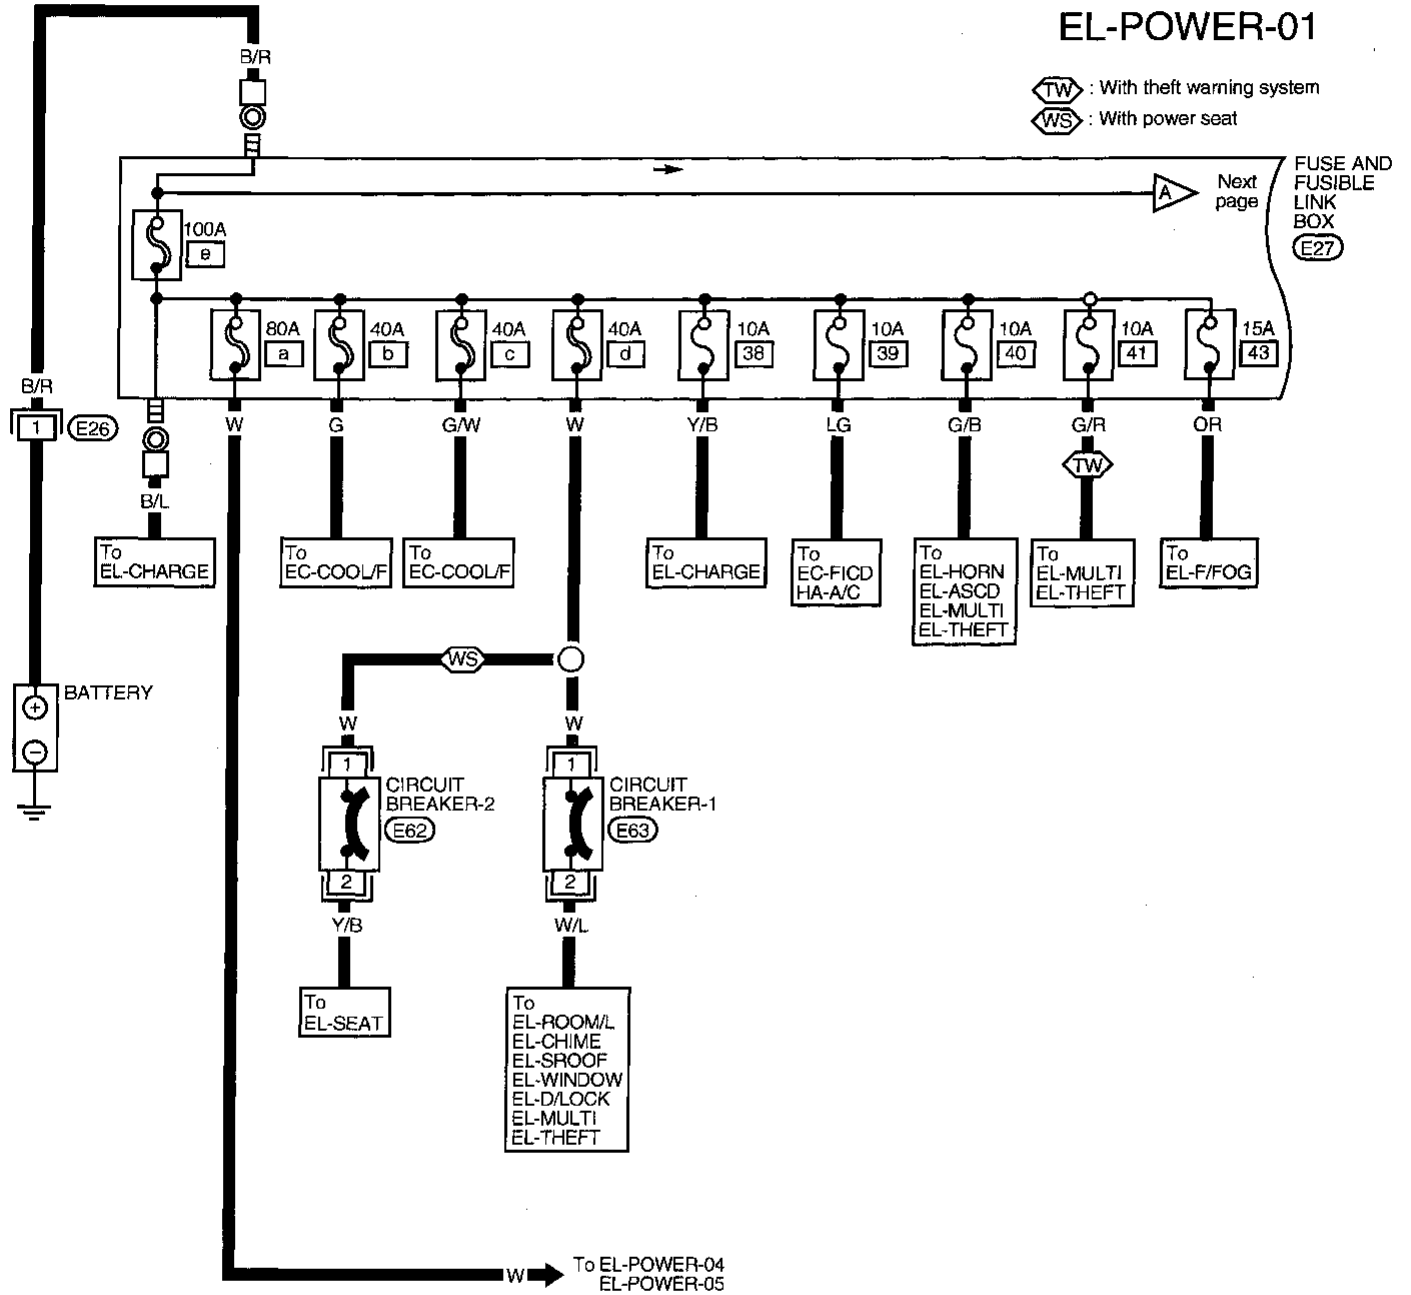 EL-POWER-01
TW : With theft warning system
WS : With power seat
B/R
FUSE AND
FUSIBLE
LINK
BOX
E27
A
Next
page
100A
e
80A
a
40A
b
40A
c
40A
d
10A
38
10A
39
10A
40
10A
41
15A
43
B/R
1
E26
W
G
G/W
W
Y/B
LG
G/B
G/R
OR
TW
B/L
To
EL-CHARGE
To
EC-COOL/F
To
EC-COOL/F
To
EL-CHARGE
To
EC-FICD
HA-A/C
To
EL-HORN
EL-ASCD
EL-MULTI
EL-THEFT
To
EL-MULTI
EL-THEFT
To
EL-F/FOG
WS
BATTERY
+
−
W
W
1
CIRCUIT
BREAKER-2
E62
2
1
CIRCUIT
BREAKER-1
E63
2
Y/B
W/L
To
EL-SEAT
To
EL-ROOM/L
EL-CHIME
EL-SROOF
EL-WINDOW
EL-D/LOCK
EL-MULTI
EL-THEFT
W
To EL-POWER-04
EL-POWER-05